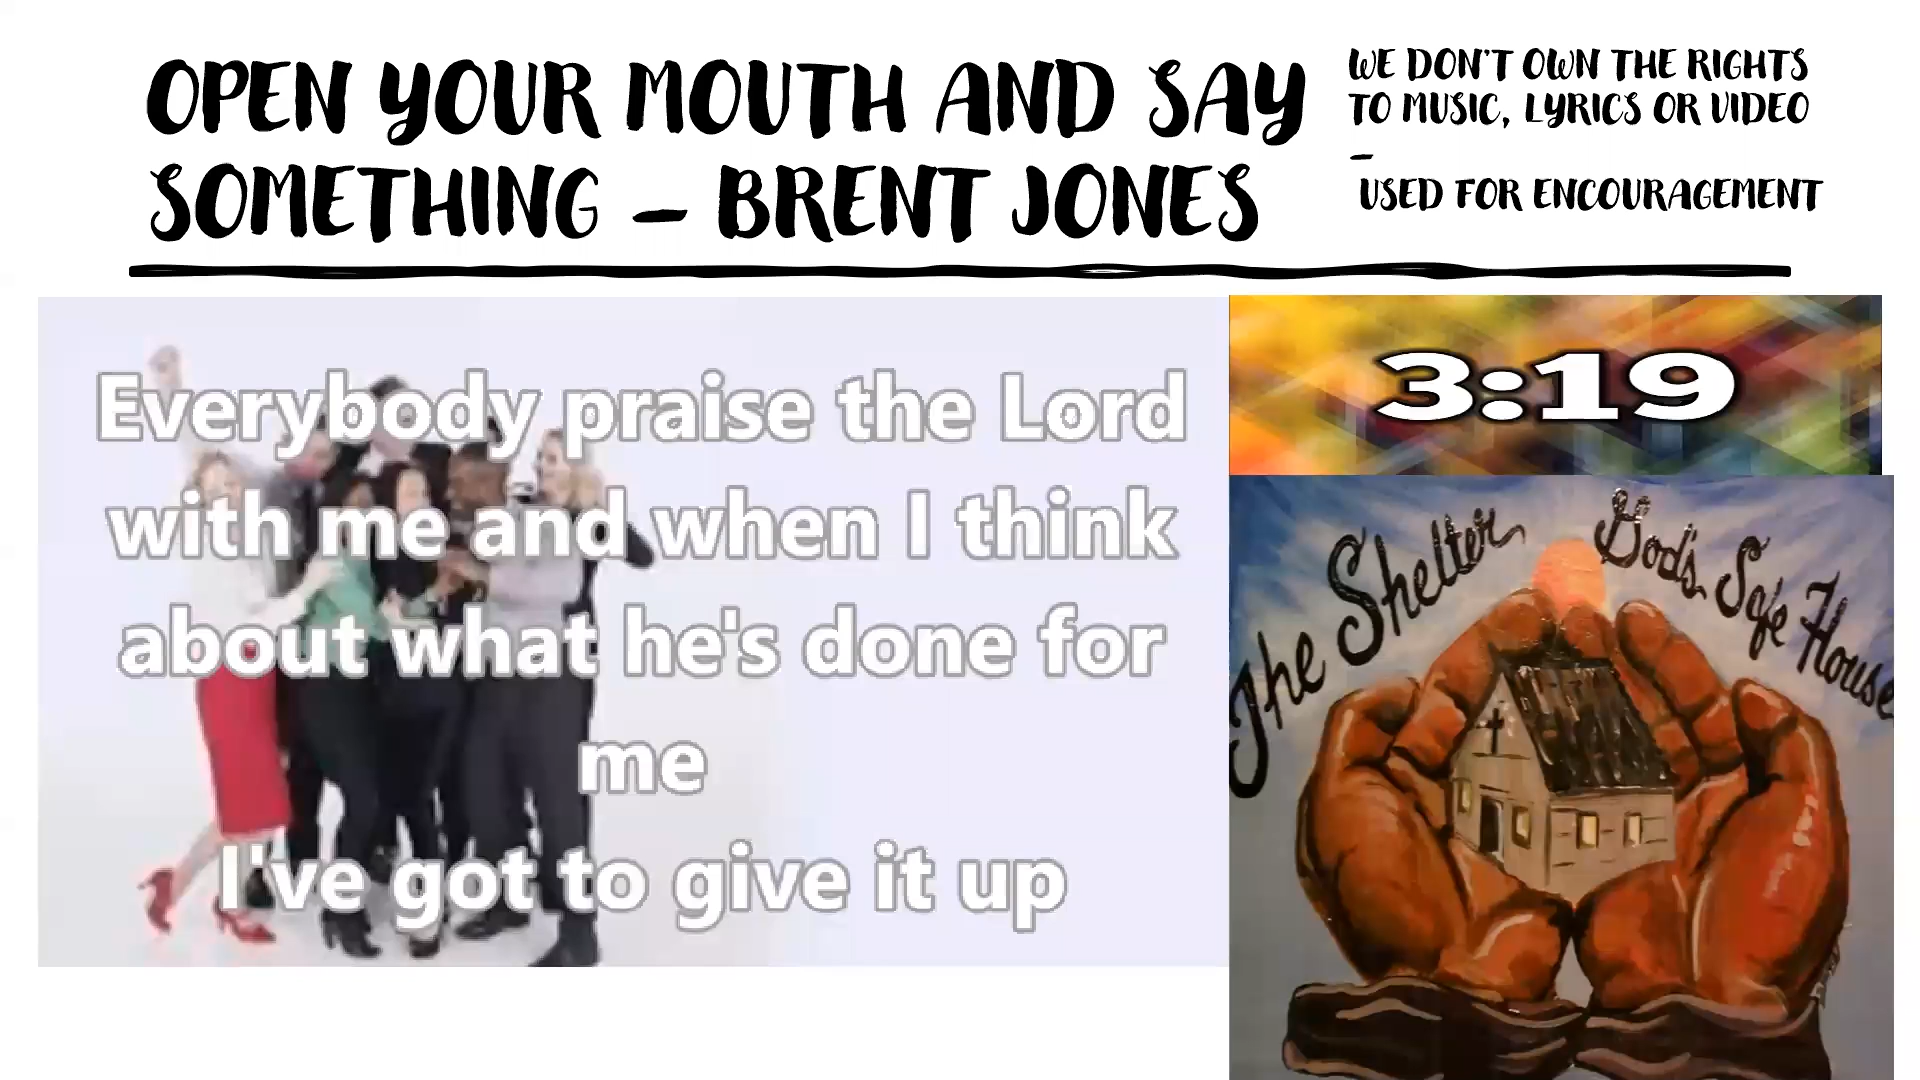 OPEN YOUR MOUTH AND SAY
SOMETHING – BRENT JONES
WE DON'T OWN THE RIGHTS
TO MUSIC, LYRICS OR VIDEO
–
USED FOR ENCOURAGEMENT
Everybody praise the Lord
with me and when I think
about what he's done for
me
I've got to give it up
3:19
The Shelter God's Safe House